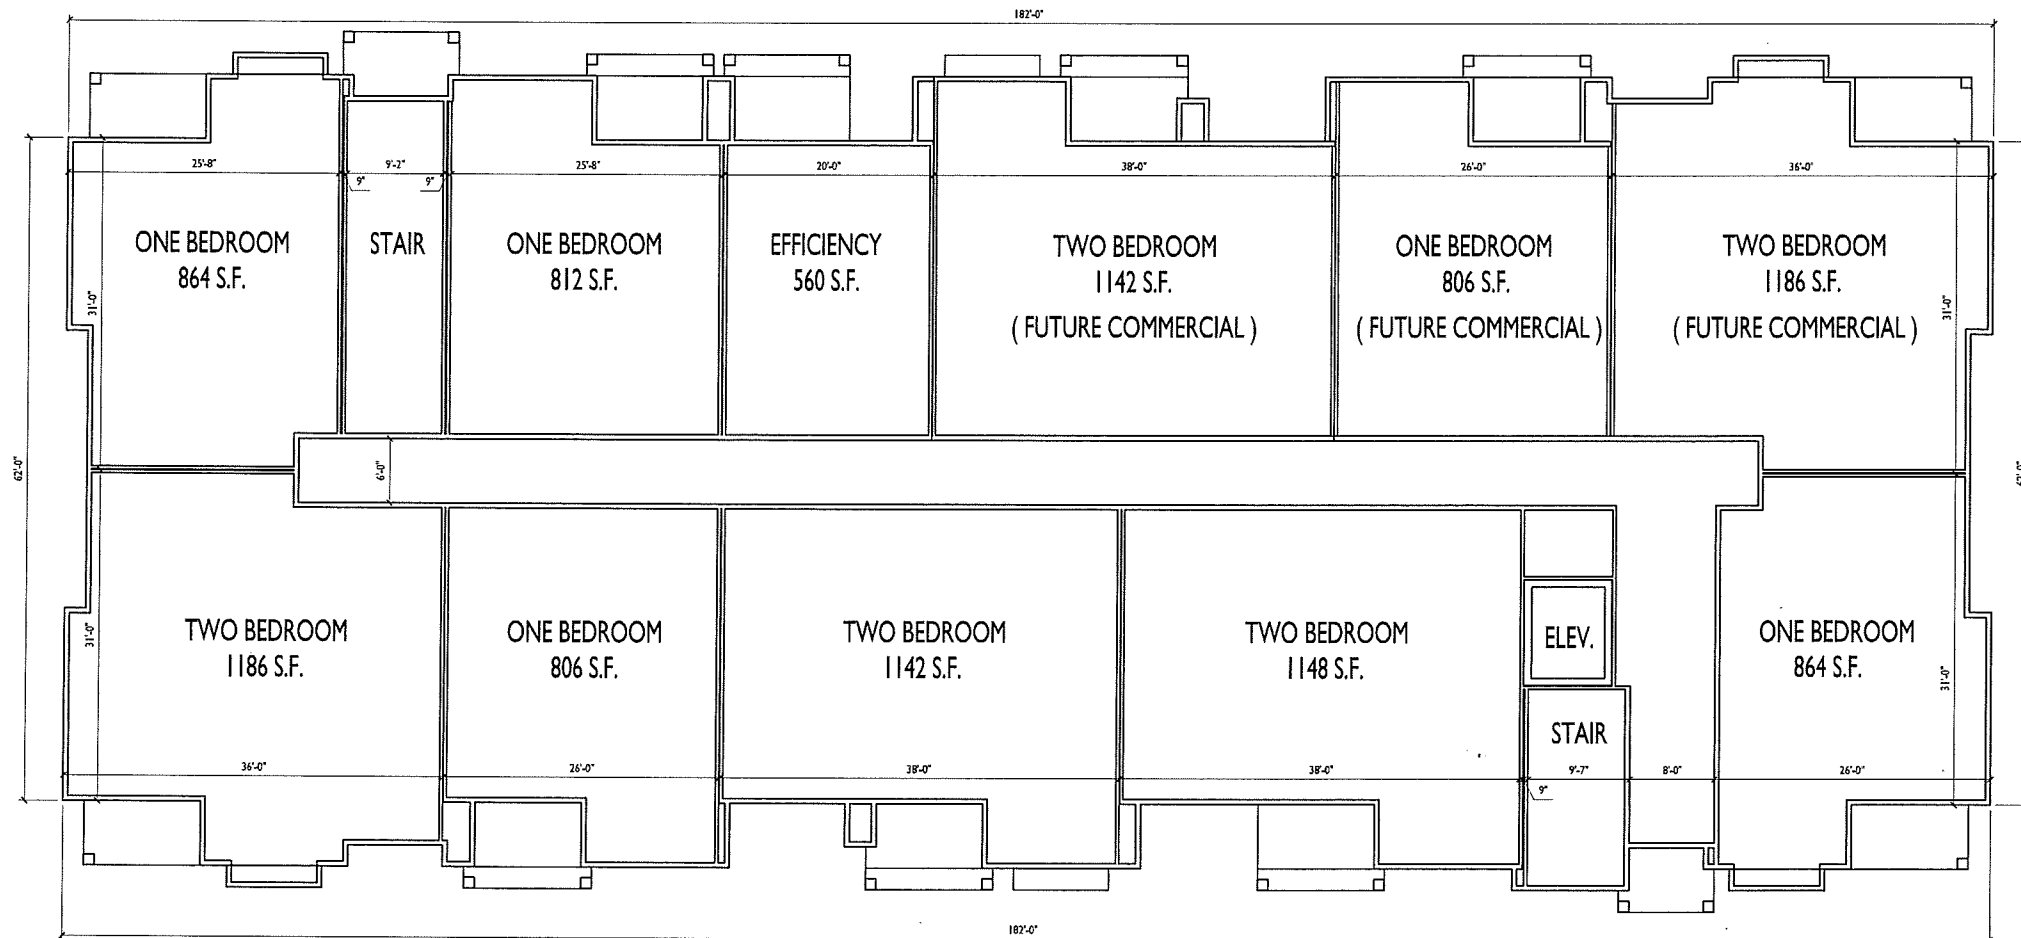 182'-0"
25'-8"
9'-2"
25'-8"
20'-0"
38'-0"
26'-0"
36'-0"
9"
9"
ONE BEDROOM
864 S.F.
STAIR
ONE BEDROOM
812 S.F.
EFFICIENCY
560 S.F.
TWO BEDROOM
1142 S.F.
( FUTURE COMMERCIAL )
ONE BEDROOM
806 S.F.
( FUTURE COMMERCIAL )
TWO BEDROOM
1186 S.F.
( FUTURE COMMERCIAL )
31'-0"
31'-0"
62'-0"
6'-0"
TWO BEDROOM
1186 S.F.
ONE BEDROOM
806 S.F.
TWO BEDROOM
1142 S.F.
TWO BEDROOM
1148 S.F.
ELEV.
ONE BEDROOM
864 S.F.
31'-0"
31'-0"
STAIR
36'-0"
26'-0"
38'-0"
38'-0"
9'-7"
8'-0"
26'-0"
9"
182'-0"